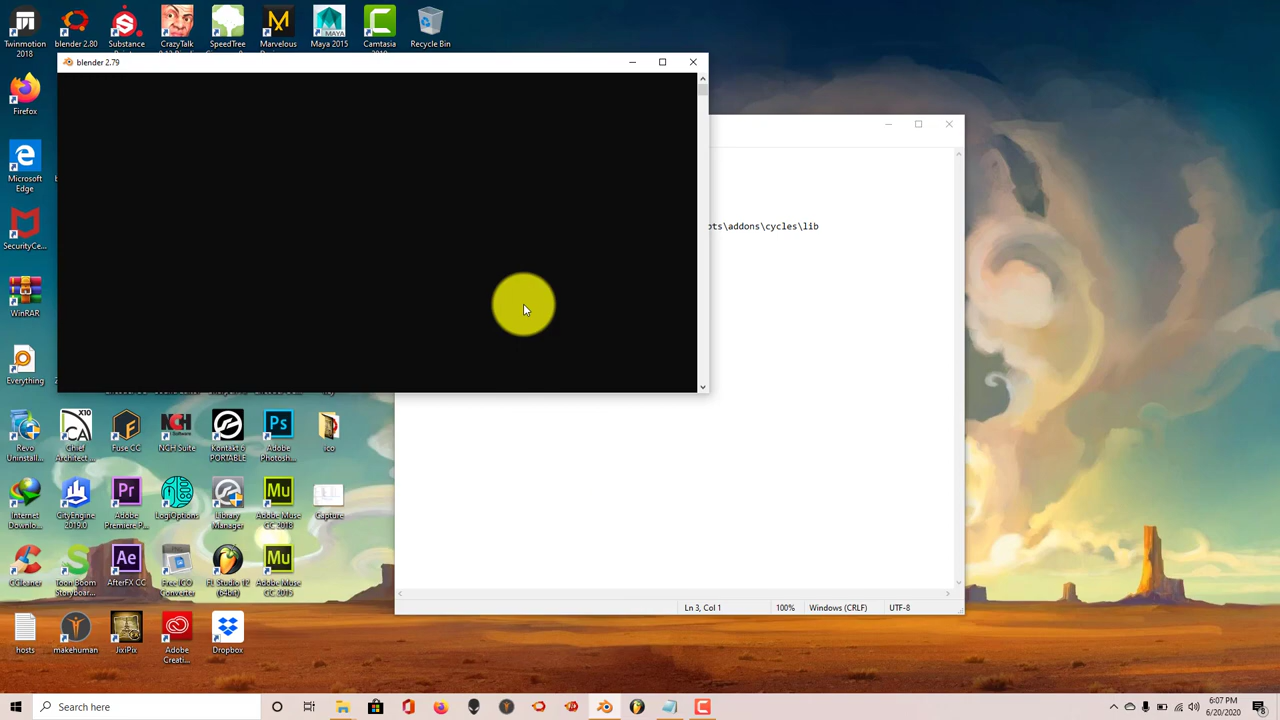 Twinmotion 2018
blender 2.80
Substance
CrazyTalk
SpeedTree
Marvelous
Maya 2015
Camtasia
Recycle Bin
blender 2.79
Firefox
Microsoft Edge
SecurityCe...
WinRAR
Everything
pts\addons\cycles\lib
Revo Uninstall...
Chief Architect ...
Fuse CC
NCH Suite
Kontakt 6 PORTABLE
Adobe Photosh...
ico
Internet Downlo...
CityEngine 2019.0
Adobe Premiere P...
LogiOptions
Library Manager
Adobe Muse CC 2018
Capture
CCleaner
Toon Boom Storyboar...
AfterFX CC
Free ICO Converter
FL Studio 12 (64bit)
Adobe Muse CC 2015
Ln 3, Col 1
100%
Windows (CRLF)
UTF-8
hosts
makehuman
JixiPix
Adobe Creati...
Dropbox
Search here
6:07 PM
6/20/2020